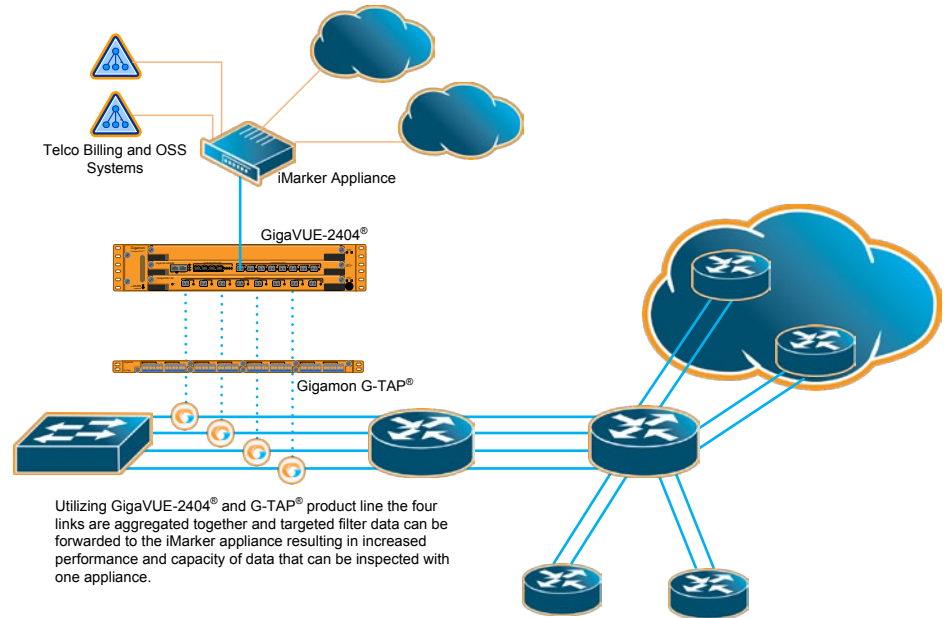 Telco Billing and OSS
Systems
iMarker Appliance
GigaVUE-2404®
Gigamon G-TAP®
Utilizing GigaVUE-2404® and G-TAP® product line the four
links are aggregated together and targeted filter data can be
forwarded to the iMarker appliance resulting in increased
performance and capacity of data that can be inspected with
one appliance.